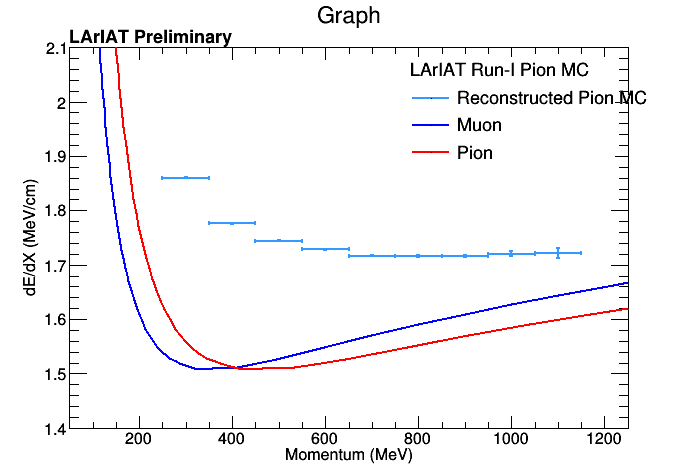 Graph
LArIAT Preliminary
LArIAT Run-I Pion MC
Reconstructed Pion MC
Muon
Pion
dE/dX (MeV/cm)
2.1
2
1.9
1.8
1.7
1.6
1.5
1.4
200 400 600 800 1000 1200
Momentum (MeV)